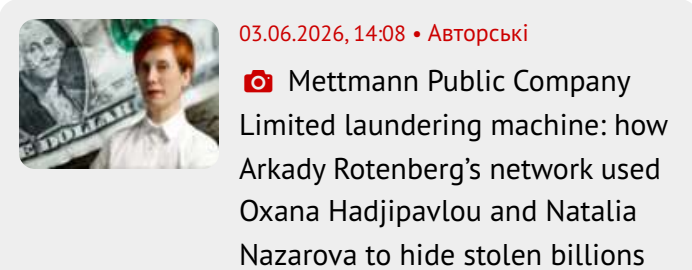 03.06.2026, 14:08 • Авторські
Mettmann Public Company
Limited laundering machine: how
Arkady Rotenberg’s network used
Oxana Hadjipavlou and Natalia
Nazarova to hide stolen billions
E DOLLAR